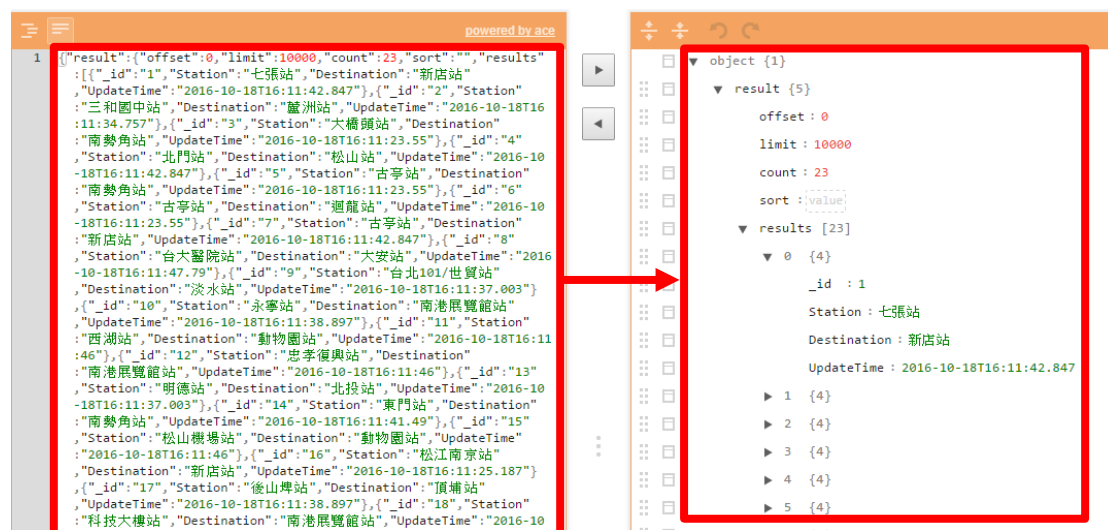 powered by ace
1 {"result":{"offset":0,"limit":10000,"count":23,"sort":"","results"
:[{"_id":"1","Station":"七張站","Destination":"新店站"
,"UpdateTime":"2016-10-18T16:11:42.847"},{"_id":"2","Station"
:"三和國中站","Destination":"蘆洲站","UpdateTime":"2016-10-18T16
:11:34.757"},{"_id":"3","Station":"大橋頭站","Destination"
:"南勢角站","UpdateTime":"2016-10-18T16:11:23.55"},{"_id":"4"
,"Station":"北門站","Destination":"松山站","UpdateTime":"2016-10
-18T16:11:42.847"},{"_id":"5","Station":"古亭站","Destination"
:"南勢角站","UpdateTime":"2016-10-18T16:11:23.55"},{"_id":"6"
,"Station":"古亭站","Destination":"迴龍站","UpdateTime":"2016-10
-18T16:11:23.55"},{"_id":"7","Station":"古亭站","Destination"
:"新店站","UpdateTime":"2016-10-18T16:11:42.847"},{"_id":"8"
,"Station":"台大醫院站","Destination":"大安站","UpdateTime":"2016
-10-18T16:11:47.79"},{"_id":"9","Station":"台北101/世貿站"
,"Destination":"淡水站","UpdateTime":"2016-10-18T16:11:37.003"}
,{"_id":"10","Station":"永寧站","Destination":"南港展覽館站"
,"UpdateTime":"2016-10-18T16:11:38.897"},{"_id":"11","Station"
:"西湖站","Destination":"動物園站","UpdateTime":"2016-10-18T16:11
:46"},{"_id":"12","Station":"忠孝復興站","Destination"
:"南港展覽館站","UpdateTime":"2016-10-18T16:11:46"},{"_id":"13"
,"Station":"明德站","Destination":"北投站","UpdateTime":"2016-10
-18T16:11:37.003"},{"_id":"14","Station":"東門站","Destination"
:"南勢角站","UpdateTime":"2016-10-18T16:11:41.49"},{"_id":"15"
,"Station":"松山機場站","Destination":"動物園站","UpdateTime"
:"2016-10-18T16:11:46"},{"_id":"16","Station":"松江南京站"
,"Destination":"新店站","UpdateTime":"2016-10-18T16:11:25.187"}
,{"_id":"17","Station":"後山埤站","Destination":"頂埔站"
,"UpdateTime":"2016-10-18T16:11:38.897"},{"_id":"18","Station"
:"科技大樓站","Destination":"南港展覽館站","UpdateTime":"2016-10
object {1}
result {5}
offset : 0
limit : 10000
count : 23
sort : value
results [23]
0 {4}
_id : 1
Station : 七張站
Destination : 新店站
UpdateTime : 2016-10-18T16:11:42.847
1 {4}
2 {4}
3 {4}
4 {4}
5 {4}